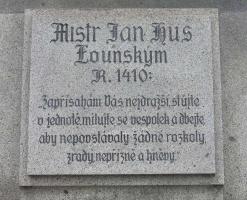 Mistr Jan Hus
Lounským
R. 1410:
„Zapřísahám Vás nejdražší, stůjte
v jednotě, milujte se vespolek a dbejte,
aby nepovstávaly žádné rozkoly,
zrady, nepřízně a hněvy.“